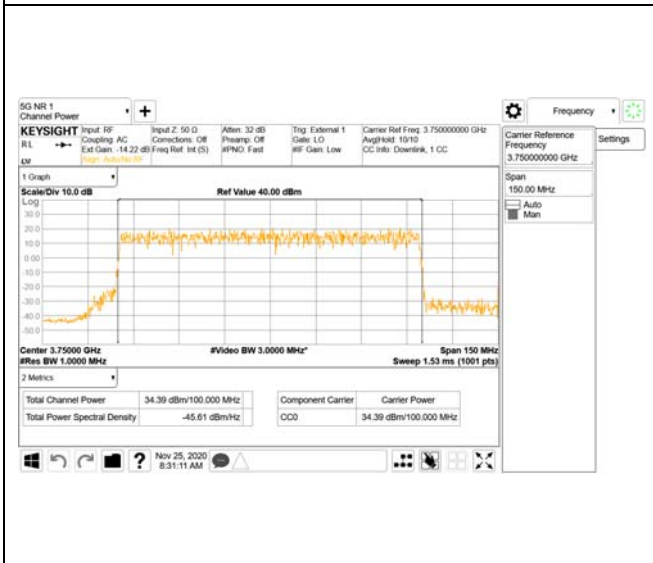 5G NR 1
Channel Power
Frequency
KEYSIGHT
Input: RF
Input Z: 50 Ω
Atten: 32 dB
Trig: External 1
Carrier Ref Freq: 3.750000000 GHz
RL
Coupling: AC
Corrections: Off
Preamp: Off
Gate: LO
Avg|Hold: 10/10
Ext Gain: -14.22 dB
Freq Ref: Int (S)
#PNO: Fast
#IF Gain: Low
CC Info: Downlink, 1 CC
Align: Auto/No RF
Carrier Reference
Frequency
3.750000000 GHz
Settings
Span
150.00 MHz
Auto
Man
1 Graph
Scale/Div 10.0 dB
Ref Value 40.00 dBm
Log
30.0
20.0
10.0
0.00
-10.0
-20.0
-30.0
-40.0
-50.0
Center 3.75000 GHz
#Video BW 3.0000 MHz*
Span 150 MHz
#Res BW 1.0000 MHz
Sweep 1.53 ms (1001 pts)
2 Metrics
Total Channel Power
34.39 dBm/100.000 MHz
Component Carrier
Carrier Power
Total Power Spectral Density
-45.61 dBm/Hz
CC0
34.39 dBm/100.000 MHz
?
Nov 25, 2020
8:31:11 AM